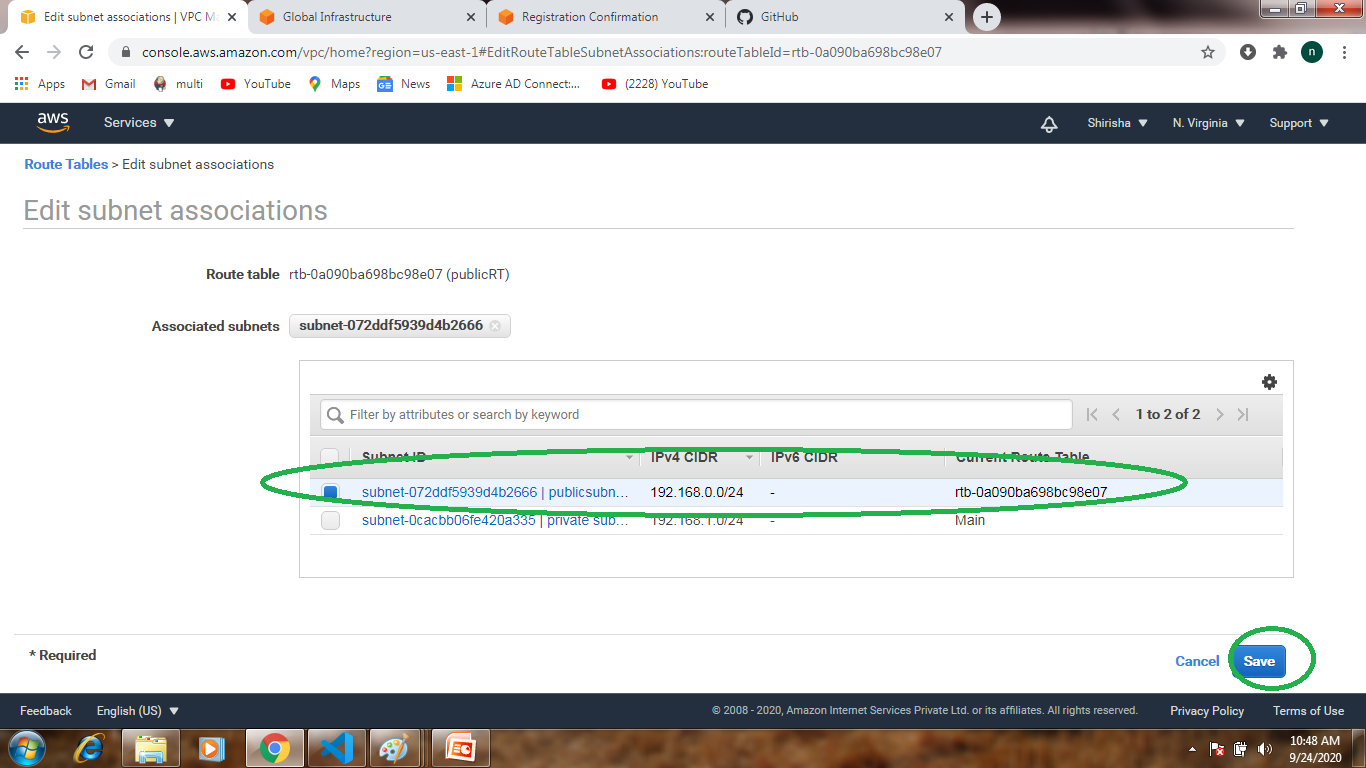 Edit subnet associations | VPC Ma
Global Infrastructure
Registration Confirmation
GitHub
console.aws.amazon.com/vpc/home?region=us-east-1#EditRouteTableSubnetAssociations:routeTableId=rtb-0a090ba698bc98e07
n
Apps Gmail multi YouTube Maps News Azure AD Connect:... (2228) YouTube
aws Services Shirisha N. Virginia Support
Route Tables > Edit subnet associations
Edit subnet associations
Route table rtb-0a090ba698bc98e07 (publicRT)
Associated subnets subnet-072ddf5939d4b2666
Filter by attributes or search by keyword 1 to 2 of 2
Subnet ID IPv4 CIDR IPv6 CIDR Current Route Table
subnet-072ddf5939d4b2666 | publicsubn... 192.168.0.0/24 - rtb-0a090ba698bc98e07
subnet-0cacbb06fe420a335 | private sub... 192.168.1.0/24 - Main
* Required
Cancel Save
Feedback English (US) © 2008 - 2020, Amazon Internet Services Private Ltd. or its affiliates. All rights reserved. Privacy Policy Terms of Use
10:48 AM
9/24/2020